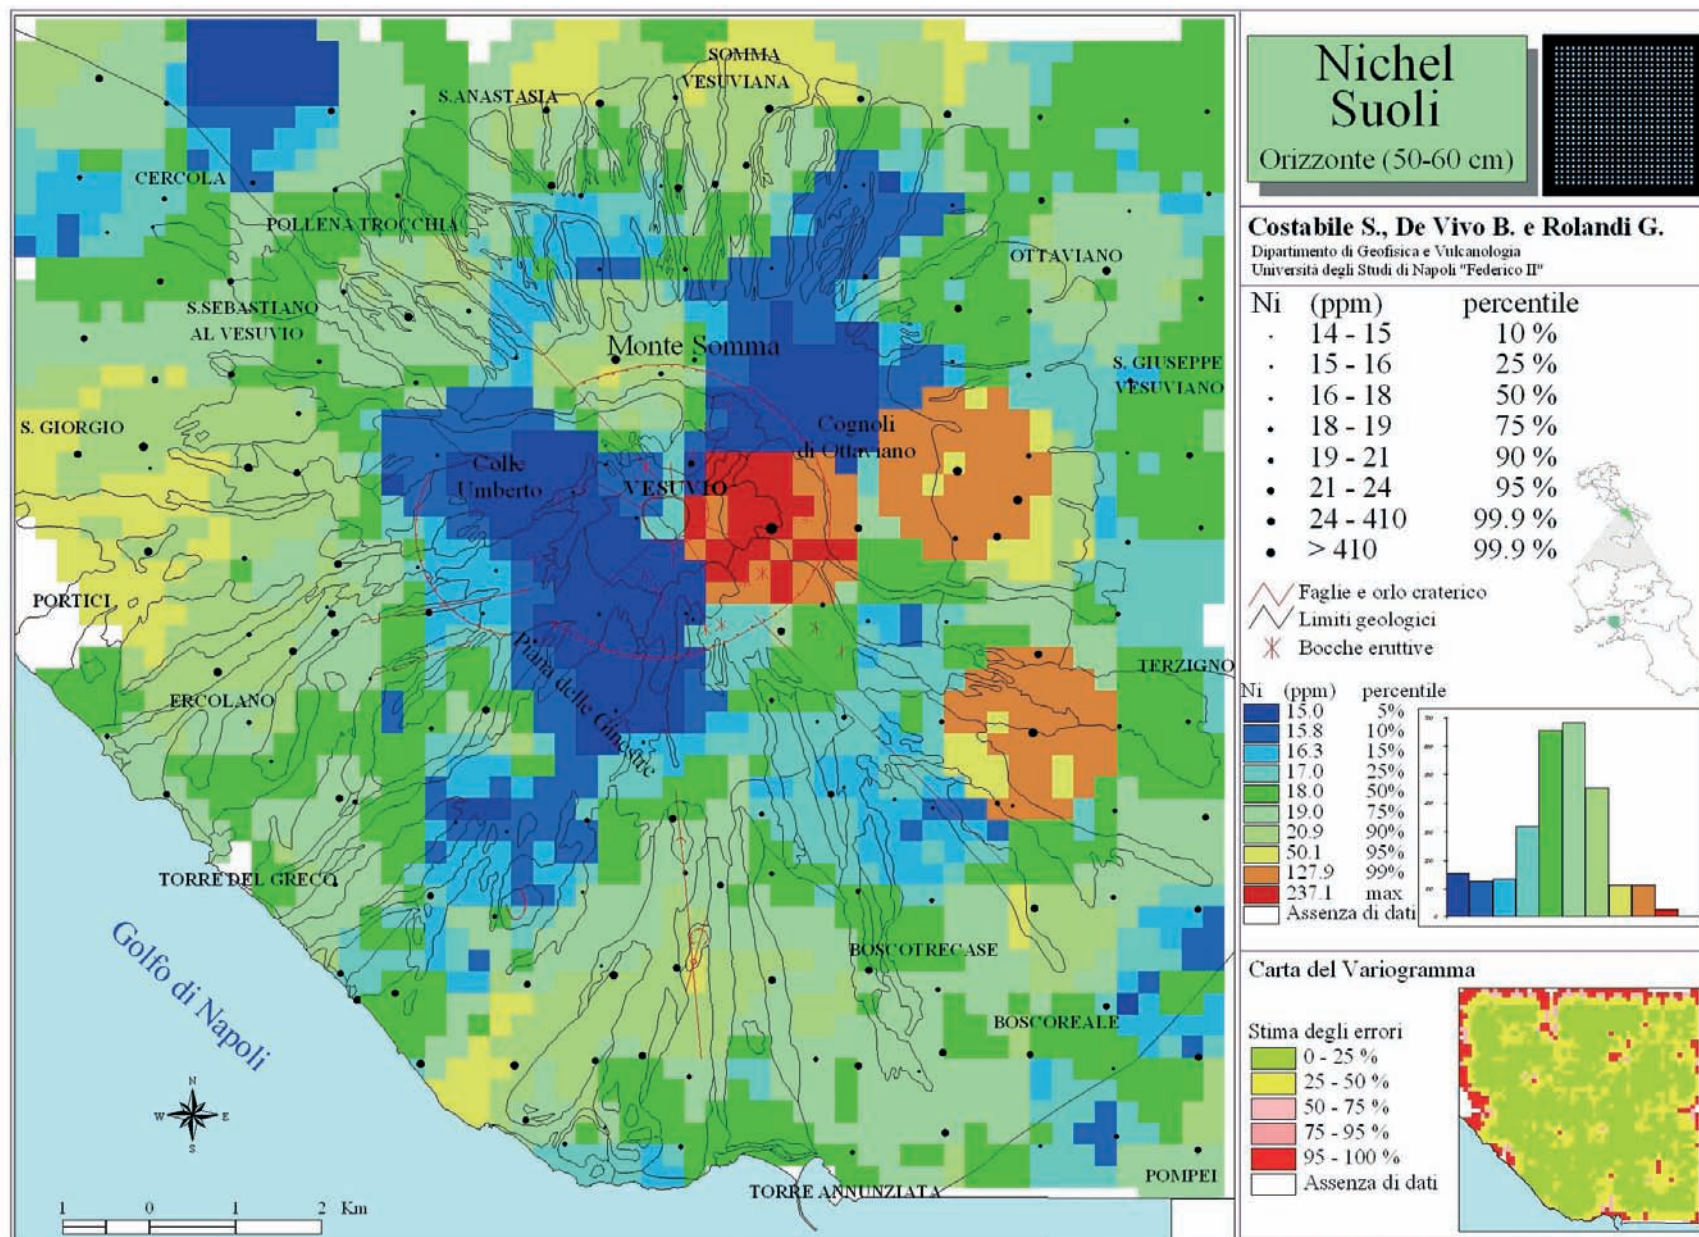 SOMMA
VESUVIANA
S.ANASTASIA
CERCOLA
POLLENA TROCCHIA
OTTAVIANO
S.SEBASTIANO
AL VESUVIO
Monte Somma
S. GIUSEPPE
VESUVIANO
S. GIORGIO
Cognoli
di Ottaviano
Colle
Umberto
VESUVIO
PORTICI
Piana delle Ginestre
TERZIGNO
ERCOLANO
TORRE DEL GRECO
Golfo di Napoli
BOSCOTRECASE
BOSCOREALE
N
W E
S
POMPEI
TORRE ANNUNZIATA
1 0 1 2 Km
Nichel
Suoli
Orizzonte (50-60 cm)
Costabile S., De Vivo B. e Rolandi G.
Dipartimento di Geofisica e Vulcanologia
Università degli Studi di Napoli "Federico II"
Ni (ppm) percentile
14 - 15 10 %
15 - 16 25 %
16 - 18 50 %
18 - 19 75 %
19 - 21 90 %
21 - 24 95 %
24 - 410 99.9 %
> 410 99.9 %
Faglie e orlo craterico
Limiti geologici
Bocche eruttive
Ni (ppm) percentile
15.0 5%
15.8 10%
16.3 15%
17.0 25%
18.0 50%
19.0 75%
20.9 90%
50.1 95%
127.9 99%
237.1 max
Assenza di dati
Carta del Variogramma
Stima degli errori
0 - 25 %
25 - 50 %
50 - 75 %
75 - 95 %
95 - 100 %
Assenza di dati